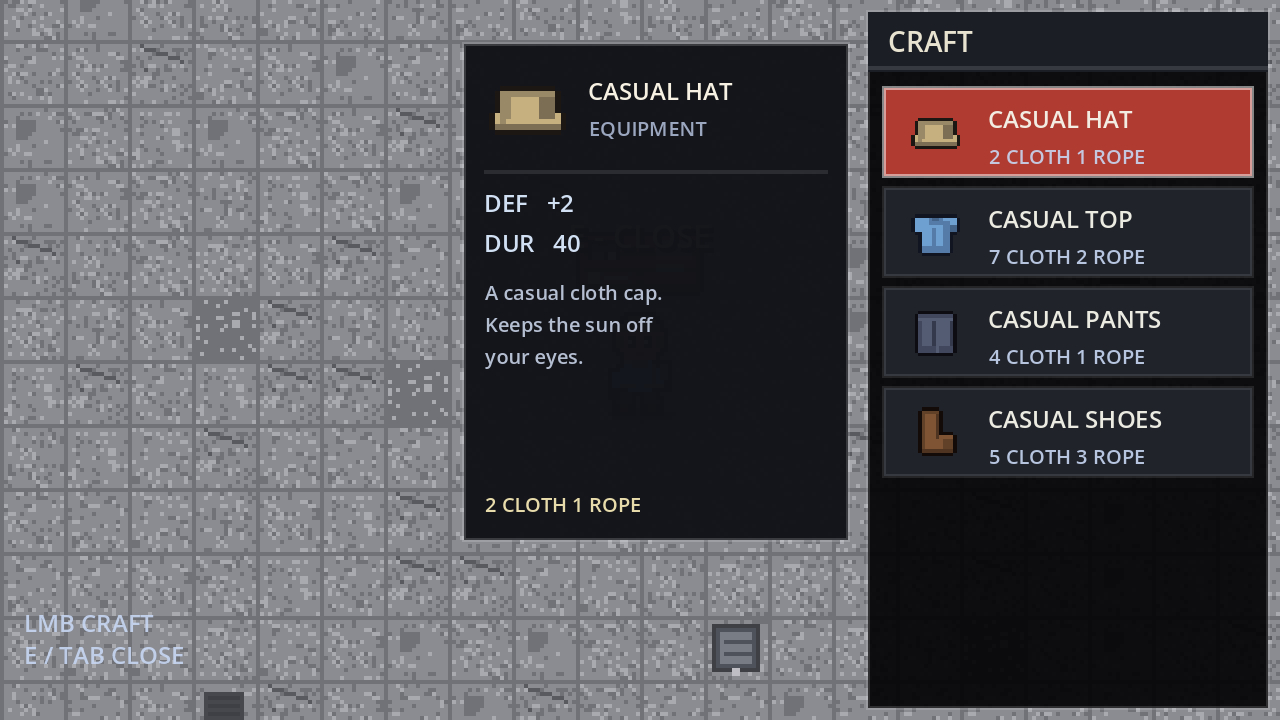 CRAFT
CASUAL HAT
EQUIPMENT
DEF +2
DUR 40
A casual cloth cap.
Keeps the sun off
your eyes.
2 CLOTH 1 ROPE
CLOSE
CASUAL HAT
2 CLOTH 1 ROPE
CASUAL TOP
7 CLOTH 2 ROPE
CASUAL PANTS
4 CLOTH 1 ROPE
CASUAL SHOES
5 CLOTH 3 ROPE
LMB CRAFT
E / TAB CLOSE